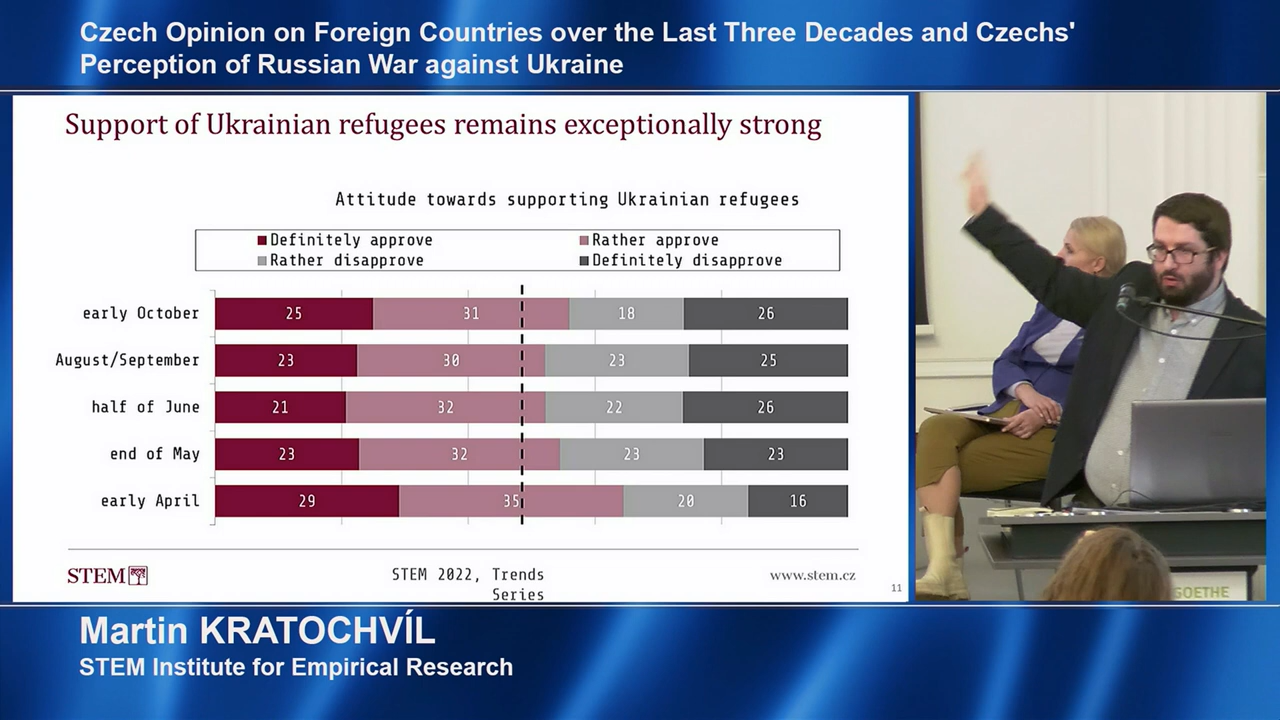 Czech Opinion on Foreign Countries over the Last Three Decades and Czechs'
Perception of Russian War against Ukraine
Support of Ukrainian refugees remains exceptionally strong
Attitude towards supporting Ukrainian refugees
Definitely approve
Rather approve
Rather disapprove
Definitely disapprove
early October 25 31 18 26
August/September 23 30 23 25
half of June 21 32 22 26
end of May 23 32 23 23
early April 29 35 20 16
STEM
STEM 2022, Trends
Series
www.stem.cz
11
GOETHE
Martin KRATOCHVÍL
STEM Institute for Empirical Research